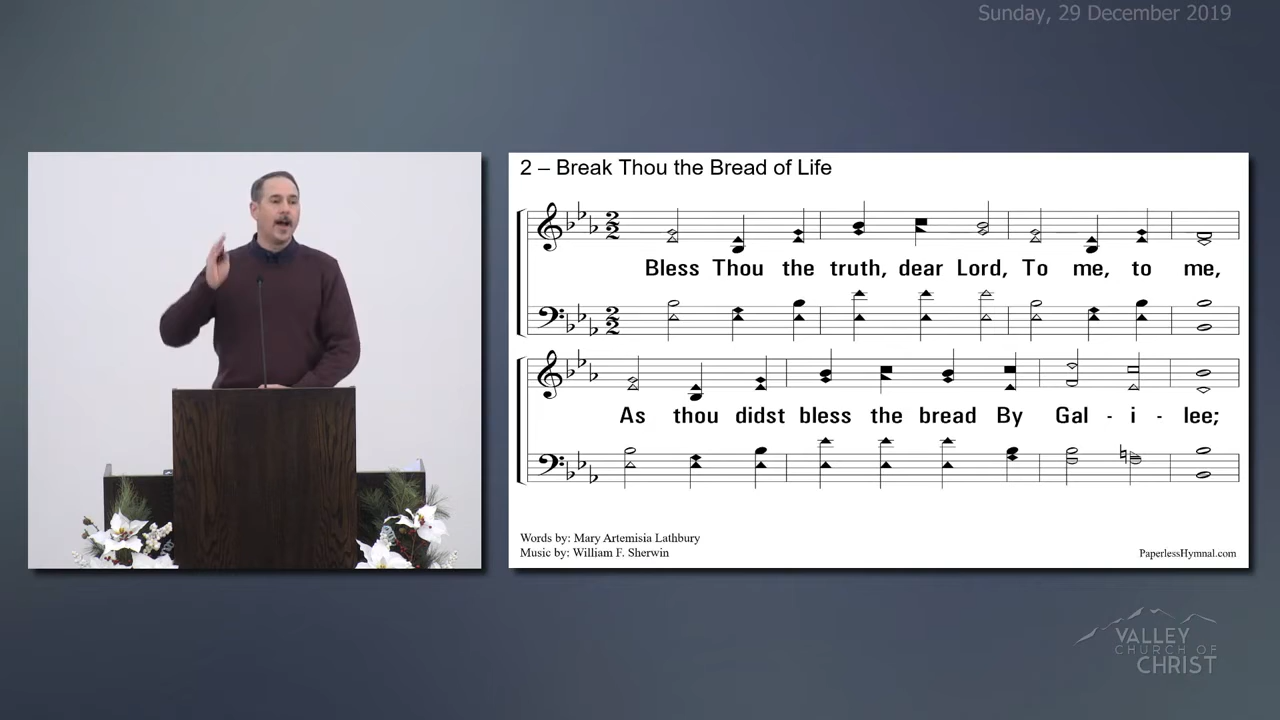 Sunday, 29 December 2019
2 – Break Thou the Bread of Life
Bless Thou the truth, dear Lord, To me, to me,
As thou didst bless the bread By Gal - i - lee;
Words by: Mary Artemisia Lathbury
Music by: William F. Sherwin
PaperlessHymnal.com
VALLEY
CHURCH OF
CHRIST